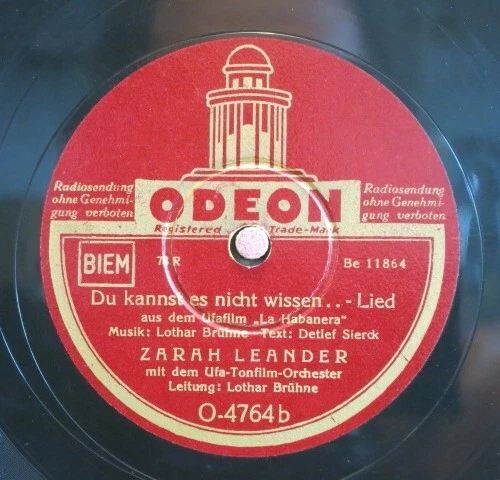 Radiosendung
ohne Genehmi-
gung verboten
ODEON
Registered Trade-Mark
Radiosendung
ohne Genehmi-
gung verboten
BIEM
78 R
Be 11864
Du kannst es nicht wissen.. - Lied
aus dem Ufafilm „La Habanera"
Musik: Lothar Brühne - Text: Detlef Sierck
ZARAH LEANDER
mit dem Ufa-Tonfilm-Orchester
Leitung: Lothar Brühne
O-4764b